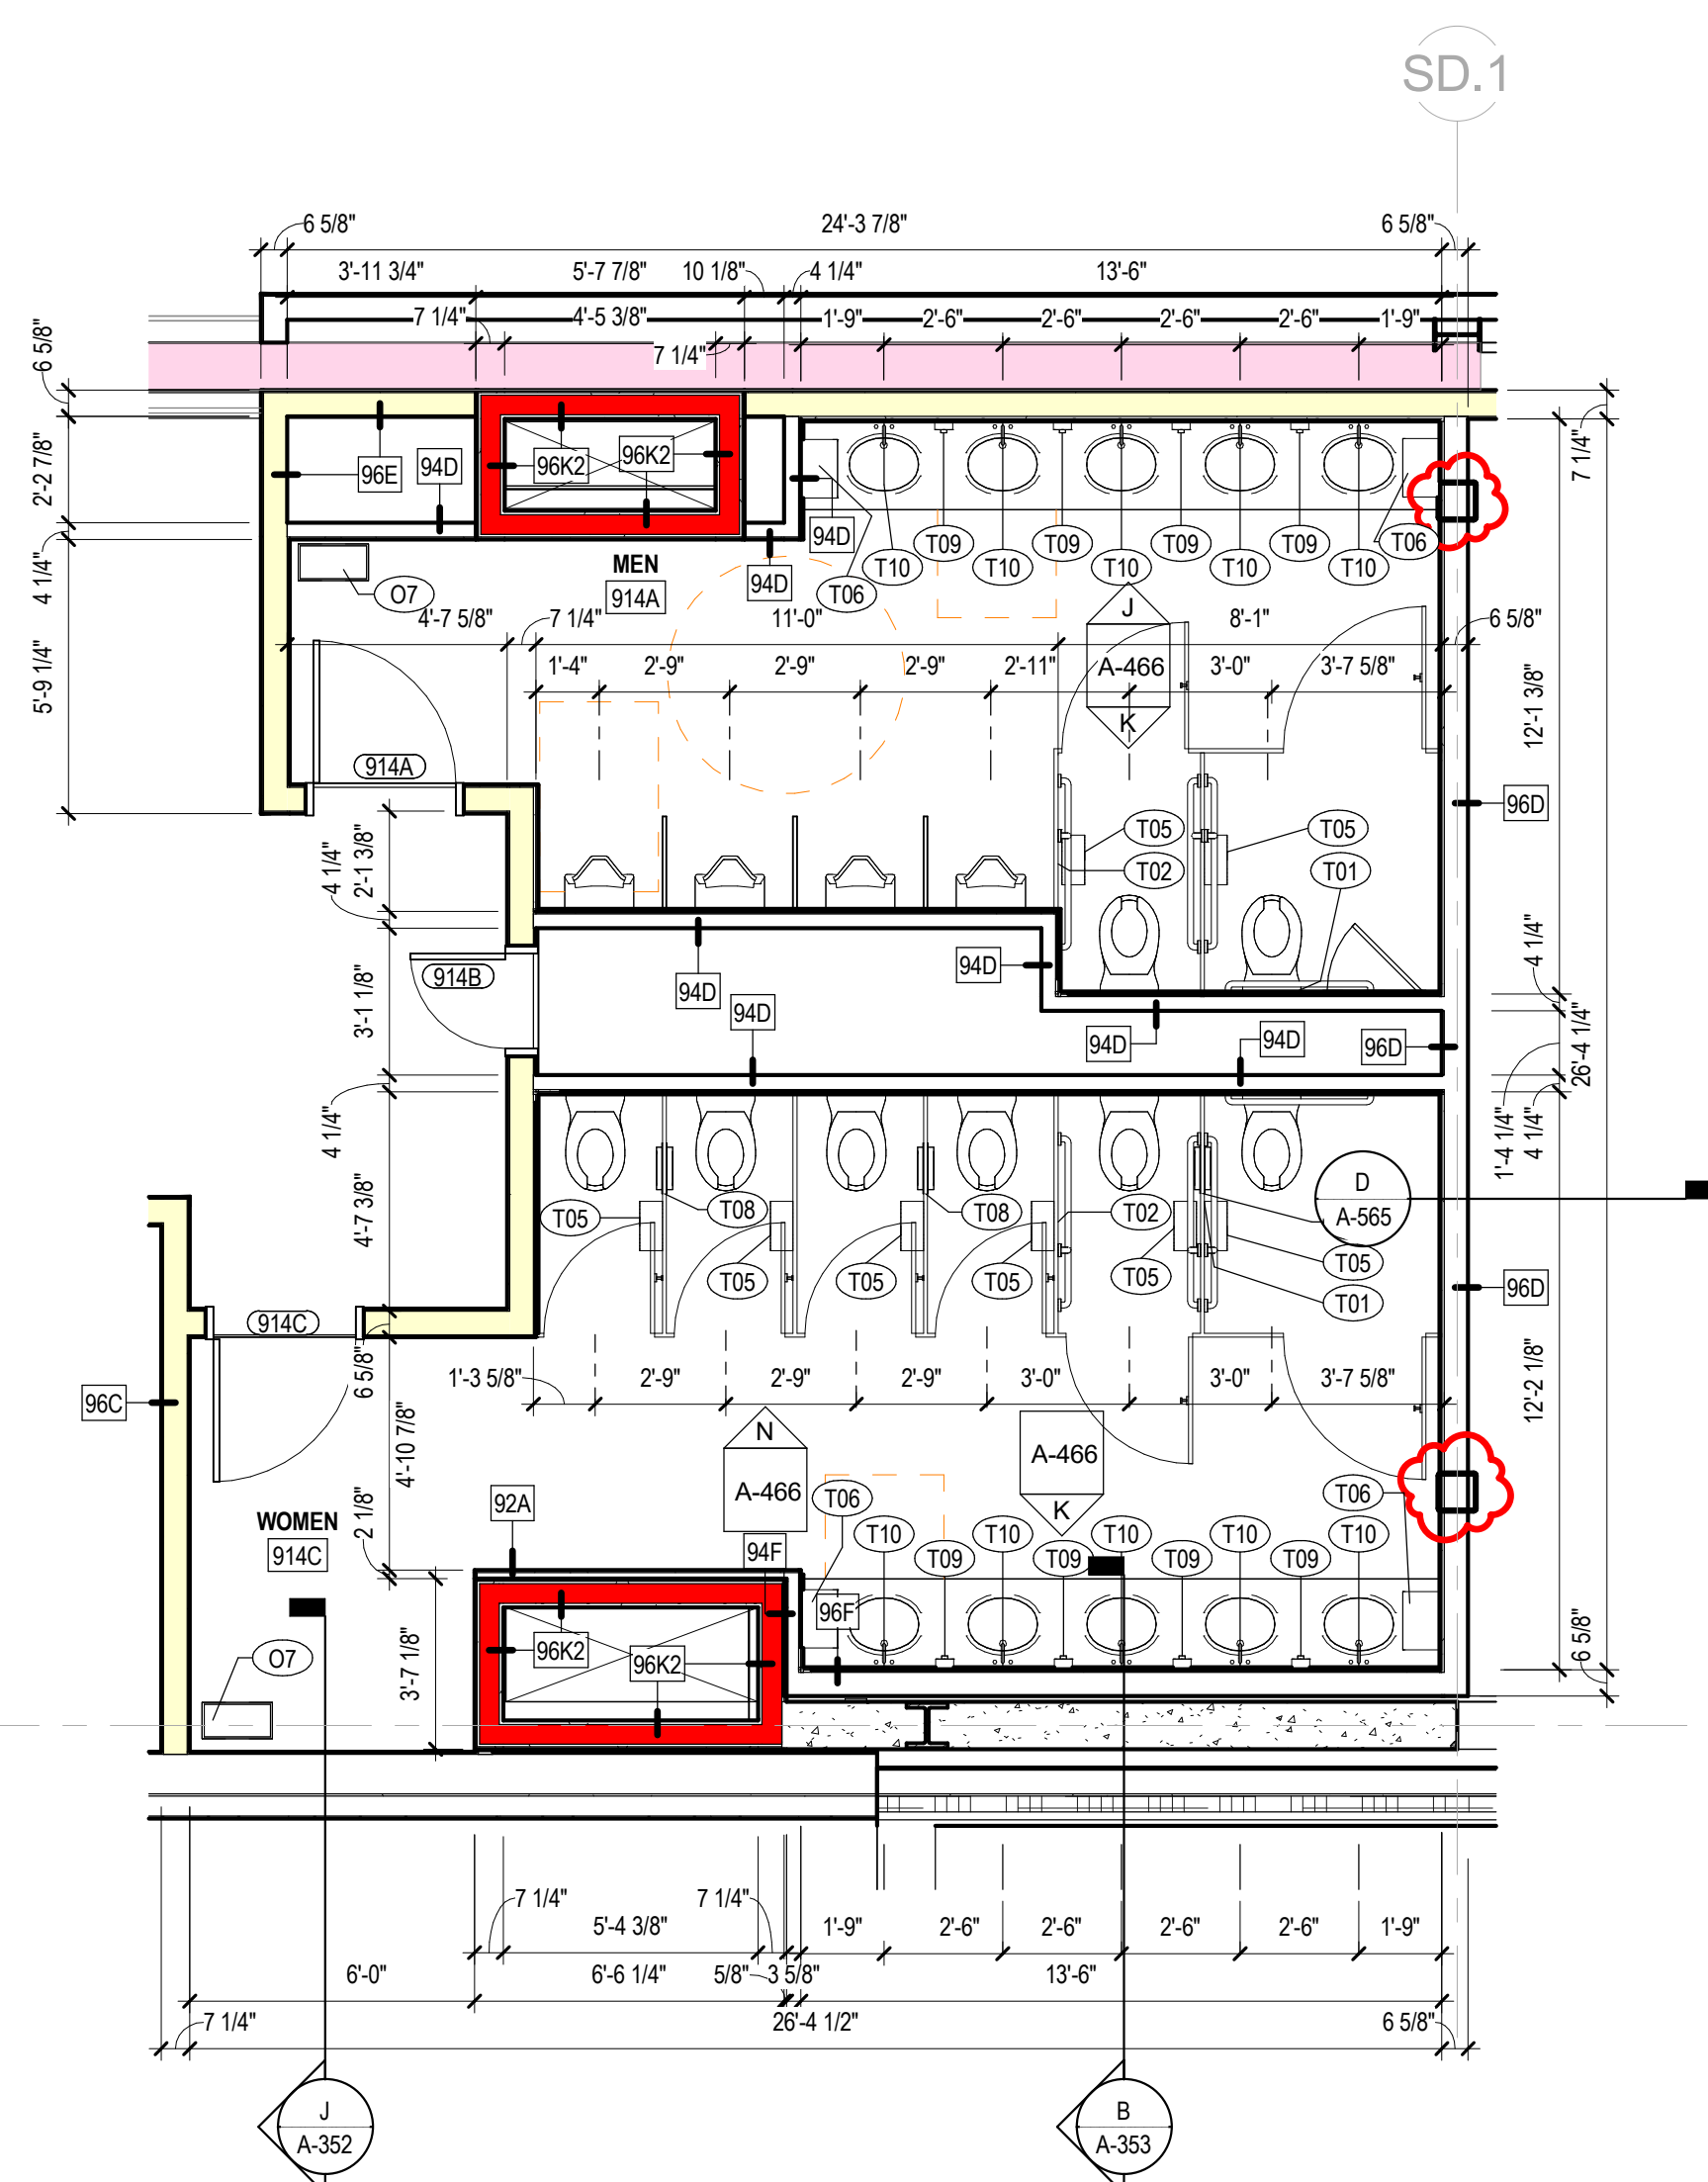 SD.1
6 5/8"
24'-3 7/8"
6 5/8"
3'-11 3/4"
5'-7 7/8"
10 1/8"
4 1/4"
13'-6"
7 1/4"
4'-5 3/8"
7 1/4"
1'-9"
2'-6"
2'-6"
2'-6"
2'-6"
1'-9"
6 5/8"
2'-2 7/8"
4 1/4"
5'-9 1/4"
7 1/4"
96E
94D
96K2
96K2
94D
94D
T06
T10
T09
T10
T09
T10
T09
T10
T09
T10
T06
MEN
914A
O7
4'-7 5/8"
7 1/4"
11'-0"
8'-1"
6 5/8"
J
A-466
K
1'-4"
2'-9"
2'-9"
2'-9"
2'-11"
3'-0"
3'-7 5/8"
12'-1 3/8"
914A
96D
T05
T02
T05
T01
4 1/4"
2'-1 3/8"
914B
3'-1 1/8"
94D
94D
94D
94D
94D
96D
4 1/4"
26'-4 1/4"
1'-4 1/4"
4 1/4"
4 1/4"
4'-7 3/8"
T05
T08
T05
T05
T08
T05
T02
T05
D
A-565
T05
T01
96D
914C
6 5/8"
96C
1'-3 5/8"
2'-9"
2'-9"
2'-9"
3'-0"
3'-0"
3'-7 5/8"
12'-2 1/8"
4'-10 7/8"
2 1/8"
N
A-466
A-466
K
WOMEN
914C
92A
94F
T06
T06
T10
T09
T10
T09
T10
T09
T10
T09
T10
96F
O7
3'-7 1/8"
96K2
96K2
6 5/8"
7 1/4"
7 1/4"
5'-4 3/8"
1'-9"
2'-6"
2'-6"
2'-6"
2'-6"
1'-9"
6'-0"
6'-6 1/4"
5/8"
3 5/8"
13'-6"
7 1/4"
26'-4 1/2"
6 5/8"
J
A-352
B
A-353